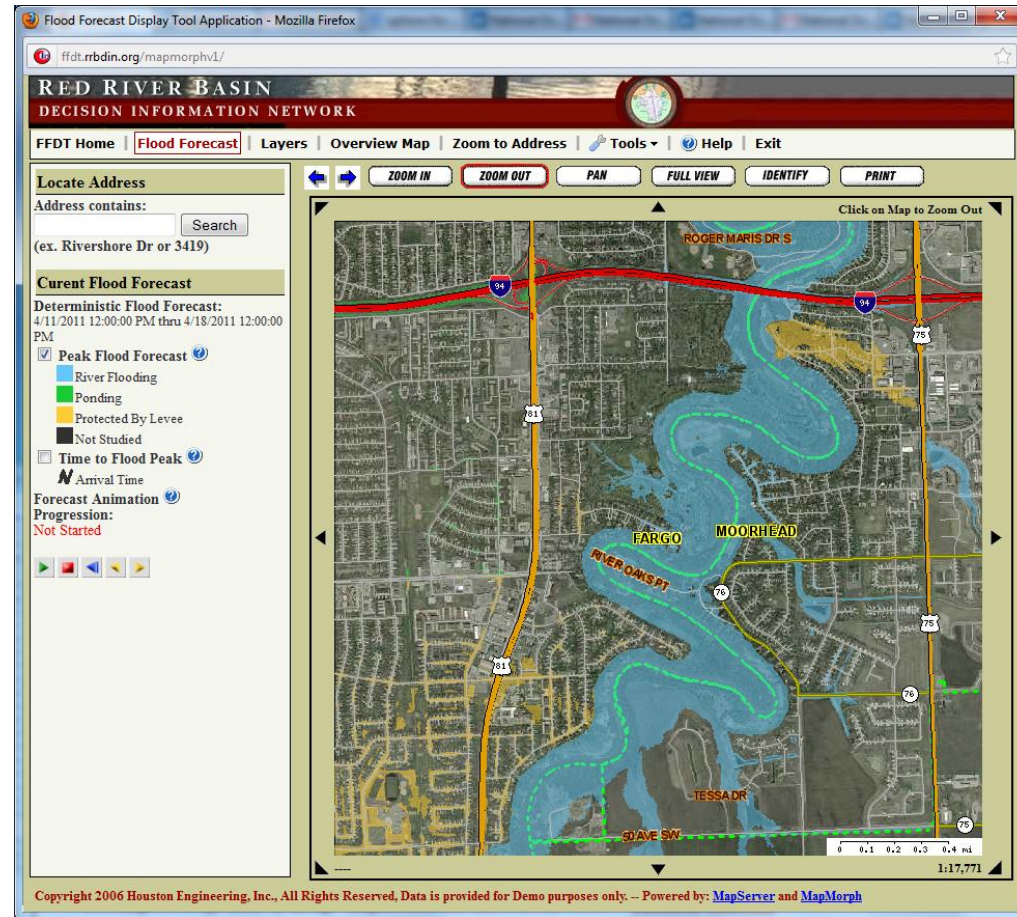 Flood Forecast Display Tool Application - Mozilla Firefox
ffdt.rrbdin.org/mapmorphv1/
RED RIVER BASIN
DECISION INFORMATION NETWORK
FFDT Home | Flood Forecast | Layers | Overview Map | Zoom to Address | Tools | Help | Exit
ZOOM IN ZOOM OUT PAN FULL VIEW IDENTIFY PRINT
Locate Address
Address contains:
Search
(ex. Rivershore Dr or 3419)
Curent Flood Forecast
Deterministic Flood Forecast:
4/11/2011 12:00:00 PM thru 4/18/2011 12:00:00
PM
Peak Flood Forecast
River Flooding
Ponding
Protected By Levee
Not Studied
Time to Flood Peak
Arrival Time
Forecast Animation
Progression:
Not Started
Click on Map to Zoom Out
ROGER MARIS DR S
94
94
75
81
FARGO
MOORHEAD
RIVER OAKS PT
76
75
81
76
TESSA DR
75
50 AVE SW
0 0.1 0.2 0.3 0.4 mi
----
1:17,771
Copyright 2006 Houston Engineering, Inc., All Rights Reserved, Data is provided for Demo purposes only. -- Powered by: MapServer and MapMorph